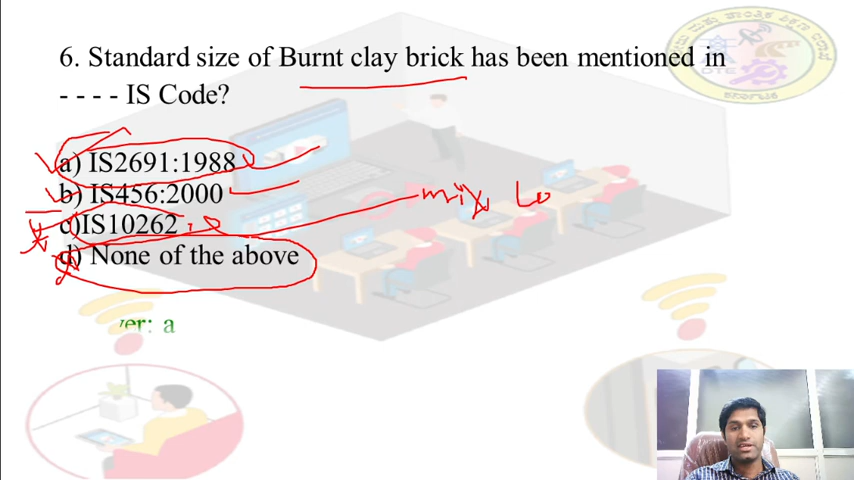 6. Standard size of Burnt clay brick has been mentioned in
- - - - IS Code?
a) IS2691:1988
b) IS456:2000
c)IS10262
mix
d) None of the above
ver: a
DTE